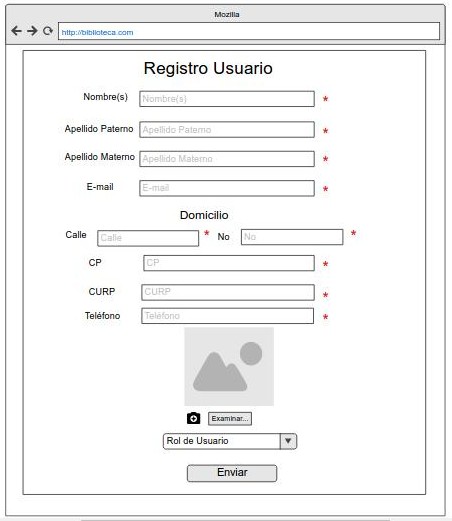 Mozilla
http://biblioteca.com
Registro Usuario
Nombre(s) Nombre(s) *
Apellido Paterno Apellido Paterno *
Apellido Materno Apellido Materno *
E-mail E-mail *
Domicilio
Calle Calle * No No *
CP CP *
CURP CURP *
Teléfono Teléfono *
Examinar...
Rol de Usuario
Enviar